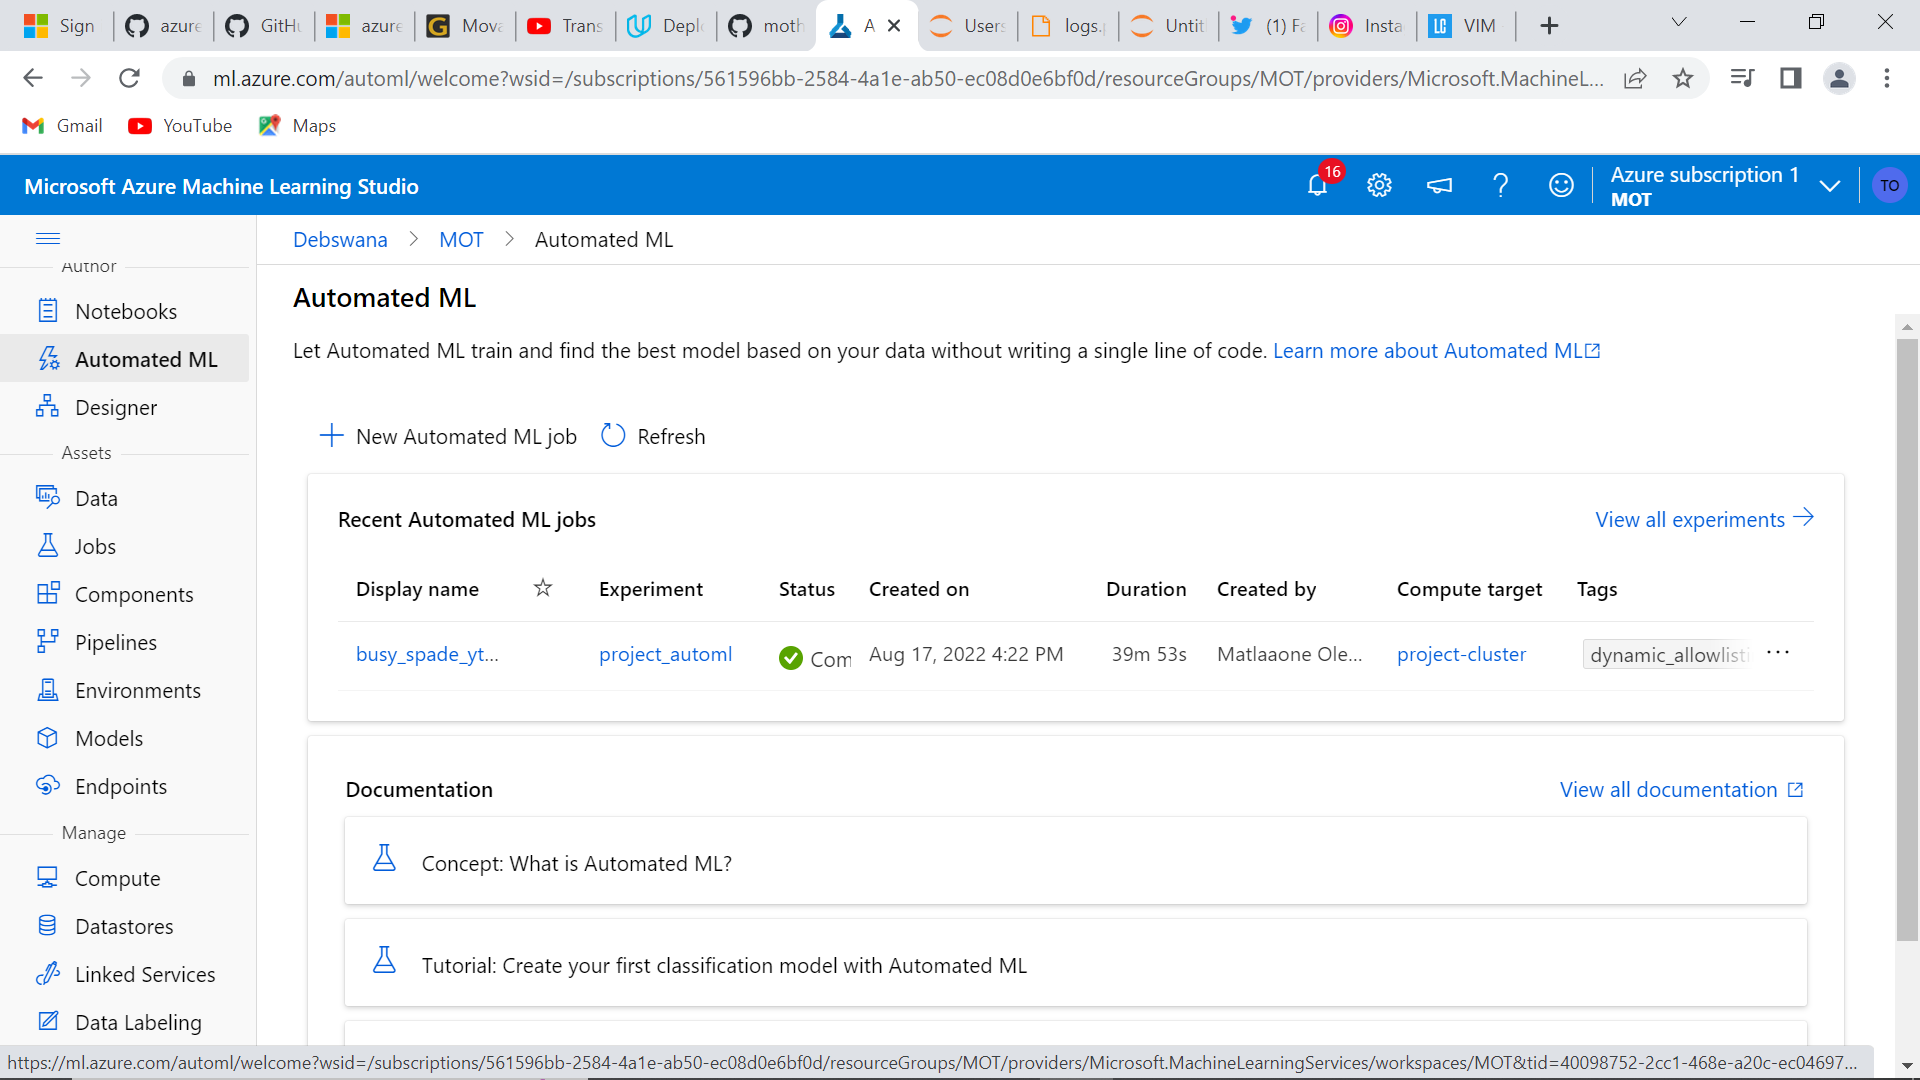 Sign
azure
GitHu
azure
Mova
Trans
Deplo
moth
A
Users
logs.p
Untit
(1) Fa
Insta
VIM
ml.azure.com/automl/welcome?wsid=/subscriptions/561596bb-2584-4a1e-ab50-ec08d0e6bf0d/resourceGroups/MOT/providers/Microsoft.MachineL...
Gmail
YouTube
Maps
Microsoft Azure Machine Learning Studio
16
Azure subscription 1
MOT
TO
Debswana > MOT > Automated ML
Author
Notebooks
Automated ML
Designer
Assets
Data
Jobs
Components
Pipelines
Environments
Models
Endpoints
Manage
Compute
Datastores
Linked Services
Data Labeling
Automated ML
Let Automated ML train and find the best model based on your data without writing a single line of code. Learn more about Automated ML
New Automated ML job
Refresh
Recent Automated ML jobs
View all experiments
Display name Experiment Status Created on Duration Created by Compute target Tags
busy_spade_yt... project_automl Com Aug 17, 2022 4:22 PM 39m 53s Matlaaone Ole... project-cluster dynamic_allowlisti ...
Documentation
View all documentation
Concept: What is Automated ML?
Tutorial: Create your first classification model with Automated ML
https://ml.azure.com/automl/welcome?wsid=/subscriptions/561596bb-2584-4a1e-ab50-ec08d0e6bf0d/resourceGroups/MOT/providers/Microsoft.MachineLearningServices/workspaces/MOT&tid=40098752-2cc1-468e-a20c-ec04697...